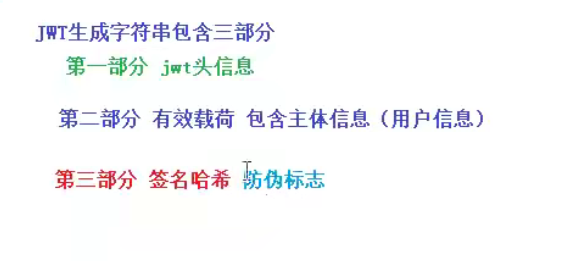 JWT生成字符串包含三部分
第一部分 jwt头信息
第二部分 有效载荷 包含主体信息（用户信息）
第三部分 签名哈希 防伪标志